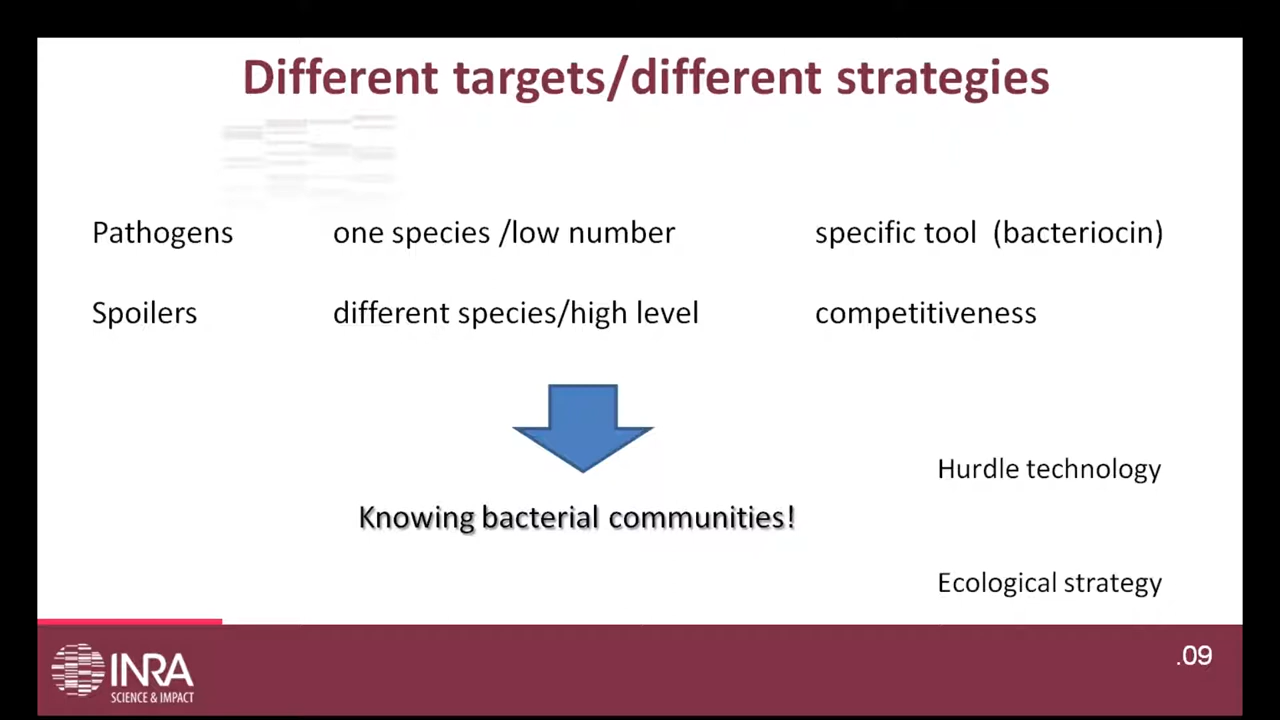 Different targets/different strategies
Pathogens one species /low number specific tool (bacteriocin)
Spoilers different species/high level competitiveness
Hurdle technology
Knowing bacterial communities!
Ecological strategy
INRA
SCIENCE & IMPACT
.09